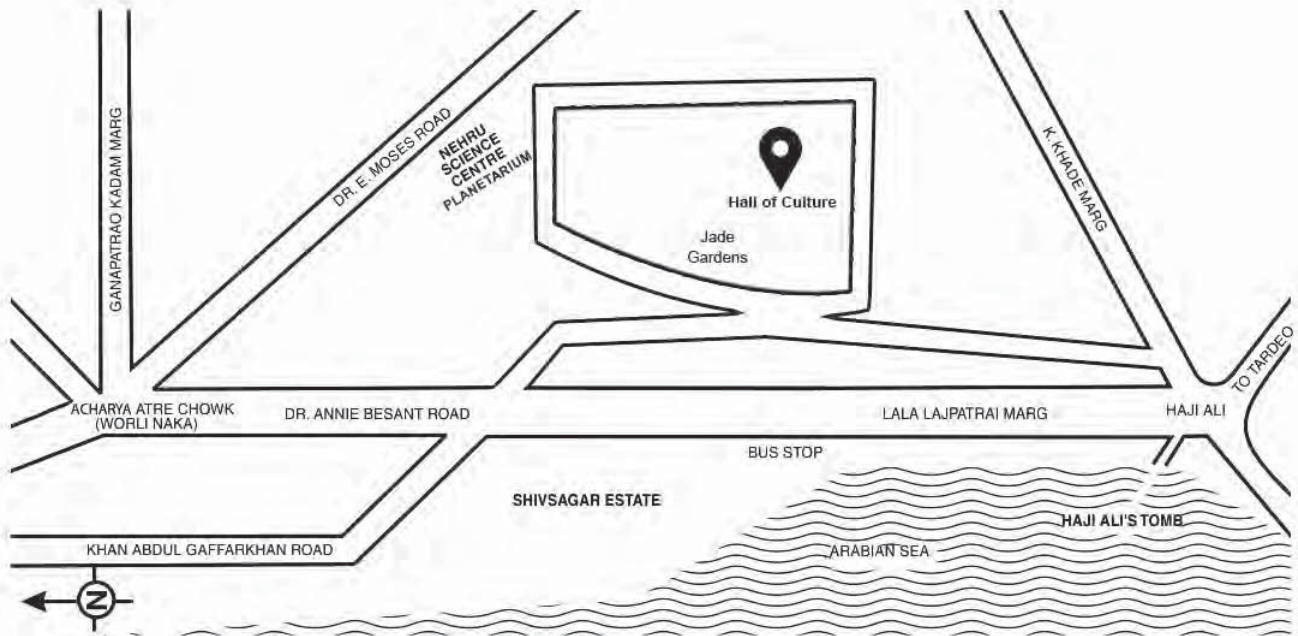 GANAPATRAO KADAM MARG
DR. E. MOSES ROAD
NEHRU
SCIENCE
CENTRE
PLANETARIUM
Hall of Culture
Jade
Gardens
K. KHADE MARG
TO TARDEO
ACHARYA ATRE CHOWK
(WORLI NAKA)
DR. ANNIE BESANT ROAD
LALA LAJPATRAI MARG
HAJI ALI
BUS STOP
SHIVSAGAR ESTATE
HAJI ALI'S TOMB
KHAN ABDUL GAFFARKHAN ROAD
ARABIAN SEA
N